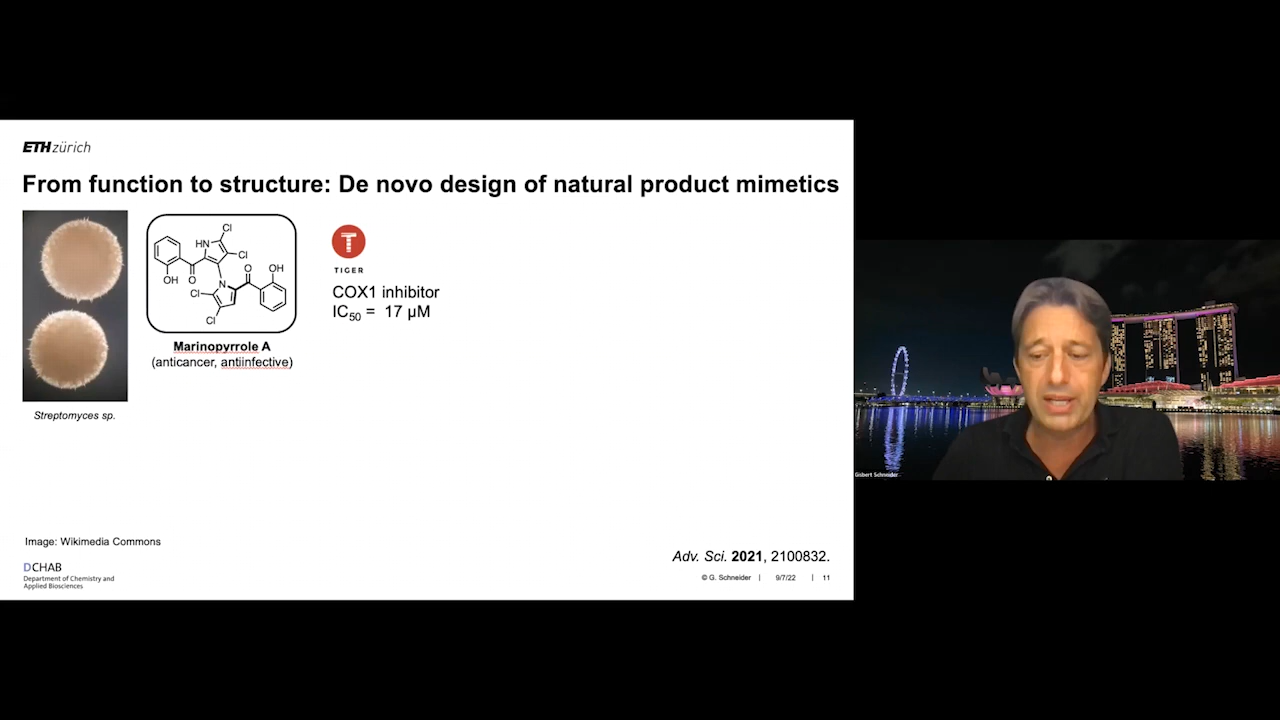 ETH zürich
From function to structure: De novo design of natural product mimetics
Cl
HN
Cl
OH
O
O
OH
N
Cl
Cl
T
TIGER
COX1 inhibitor
IC50 = 17 µM
Marinopyrrole A
(anticancer, antiinfective)
Streptomyces sp.
Image: Wikimedia Commons
DCHAB
Department of Chemistry and
Applied Biosciences
Adv. Sci. 2021, 2100832.
© G. Schneider | 9/7/22 | 11
Gisbert Schneider